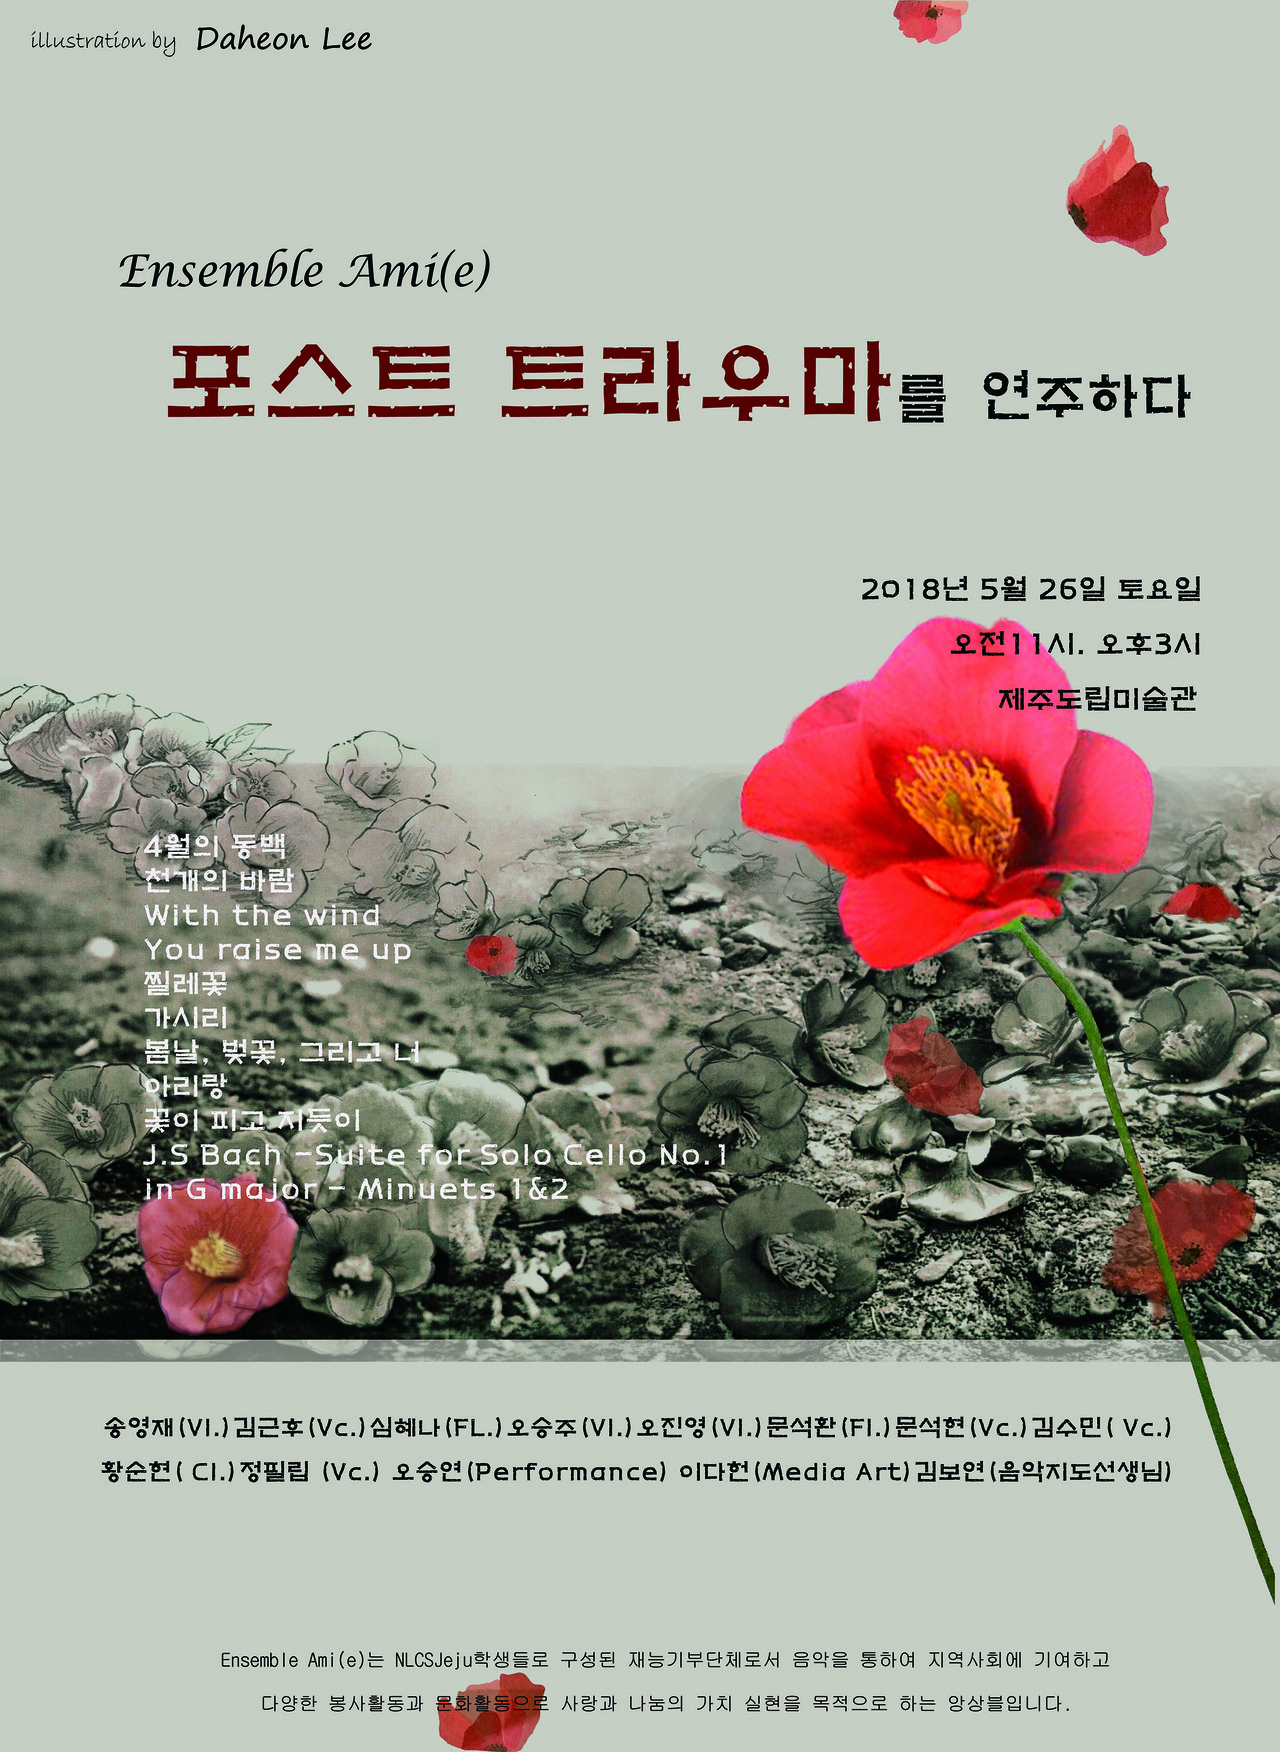 illustration by Daheon Lee
Ensemble Ami(e)
포스트 트라우마를 연주하다
2018년 5월 26일 토요일
오전11시. 오후3시
제주도립미술관
4월의 동백
천개의 바람
With the wind
You raise me up
찔레꽃
가시리
봄날, 벚꽃, 그리고 너
아리랑
꽃이 피고 지듯이
J.S Bach -Suite for Solo Cello No.1
in G major - Minuets 1&2
송영재(Vl.)김근후(Vc.)심혜나(FL.)오승주(Vl.)오진영(Vl.)문석환(Fl.)문석현(Vc.)김수민( Vc.)
황순현( Cl.)정필립 (Vc.) 오승연(Performance) 이다헌(Media Art)김보연(음악지도선생님)
Ensemble Ami(e)는 NLCSJeju학생들로 구성된 재능기부단체로서 음악을 통하여 지역사회에 기여하고
다양한 봉사활동과 문화활동으로 사랑과 나눔의 가치 실현을 목적으로 하는 앙상블입니다.